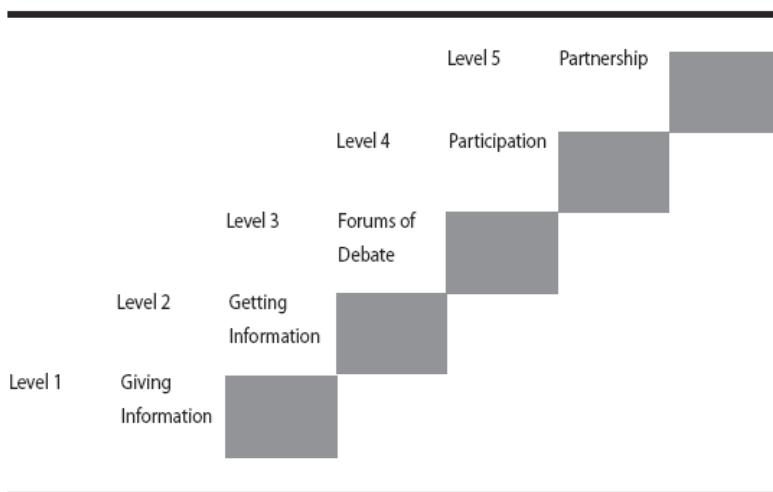 Level 5 Partnership
Level 4 Participation
Level 3 Forums of
Debate
Level 2 Getting
Information
Level 1 Giving
Information